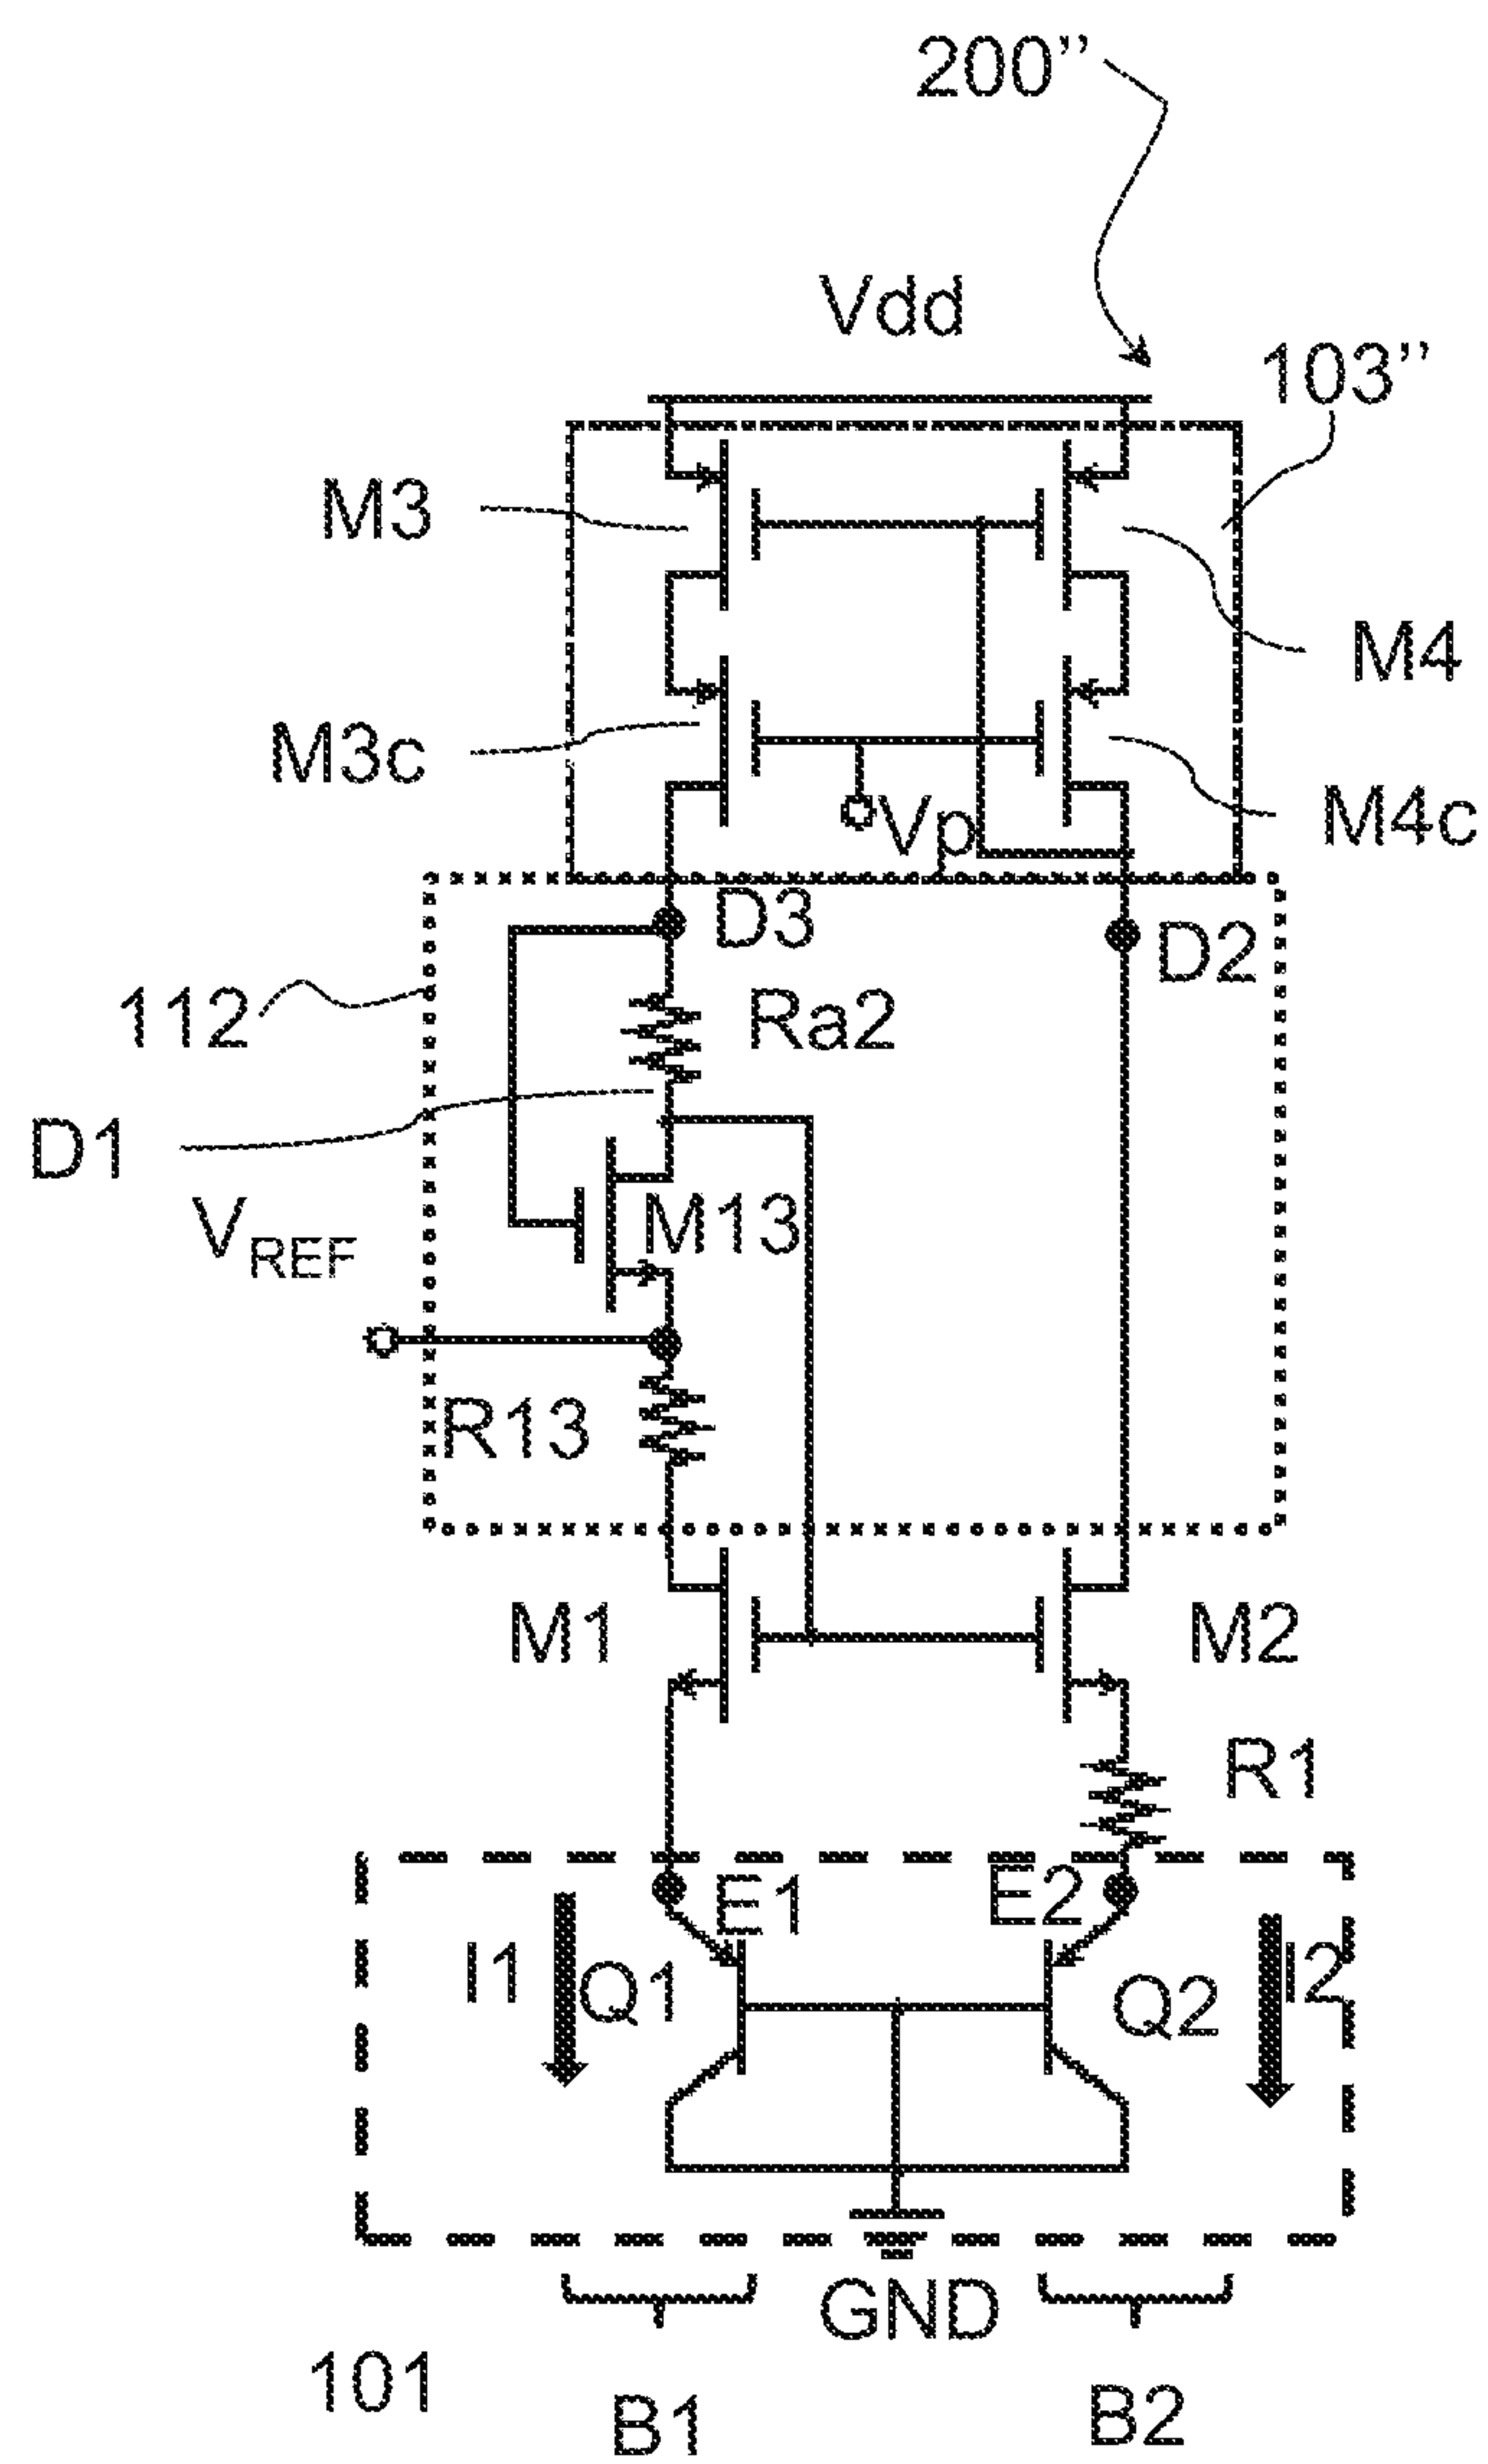 200”
Vdd
103”
M3
M4
M3c
M4c
Vp
D3
D2
112
Ra2
D1
M13
VREF
R13
M1
M2
R1
E1
E2
I1
Q1
Q2
I2
GND
101
B1
B2